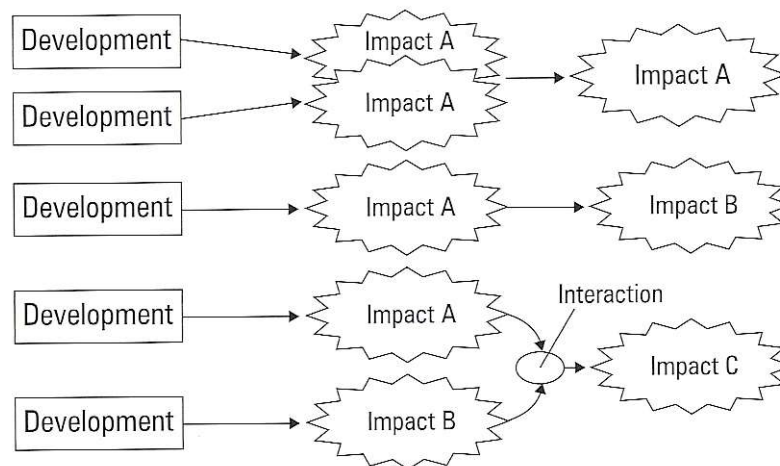 Development
Impact A
Impact A
Development
Impact A
Development
Impact A
Impact B
Interaction
Development
Impact A
Impact C
Development
Impact B